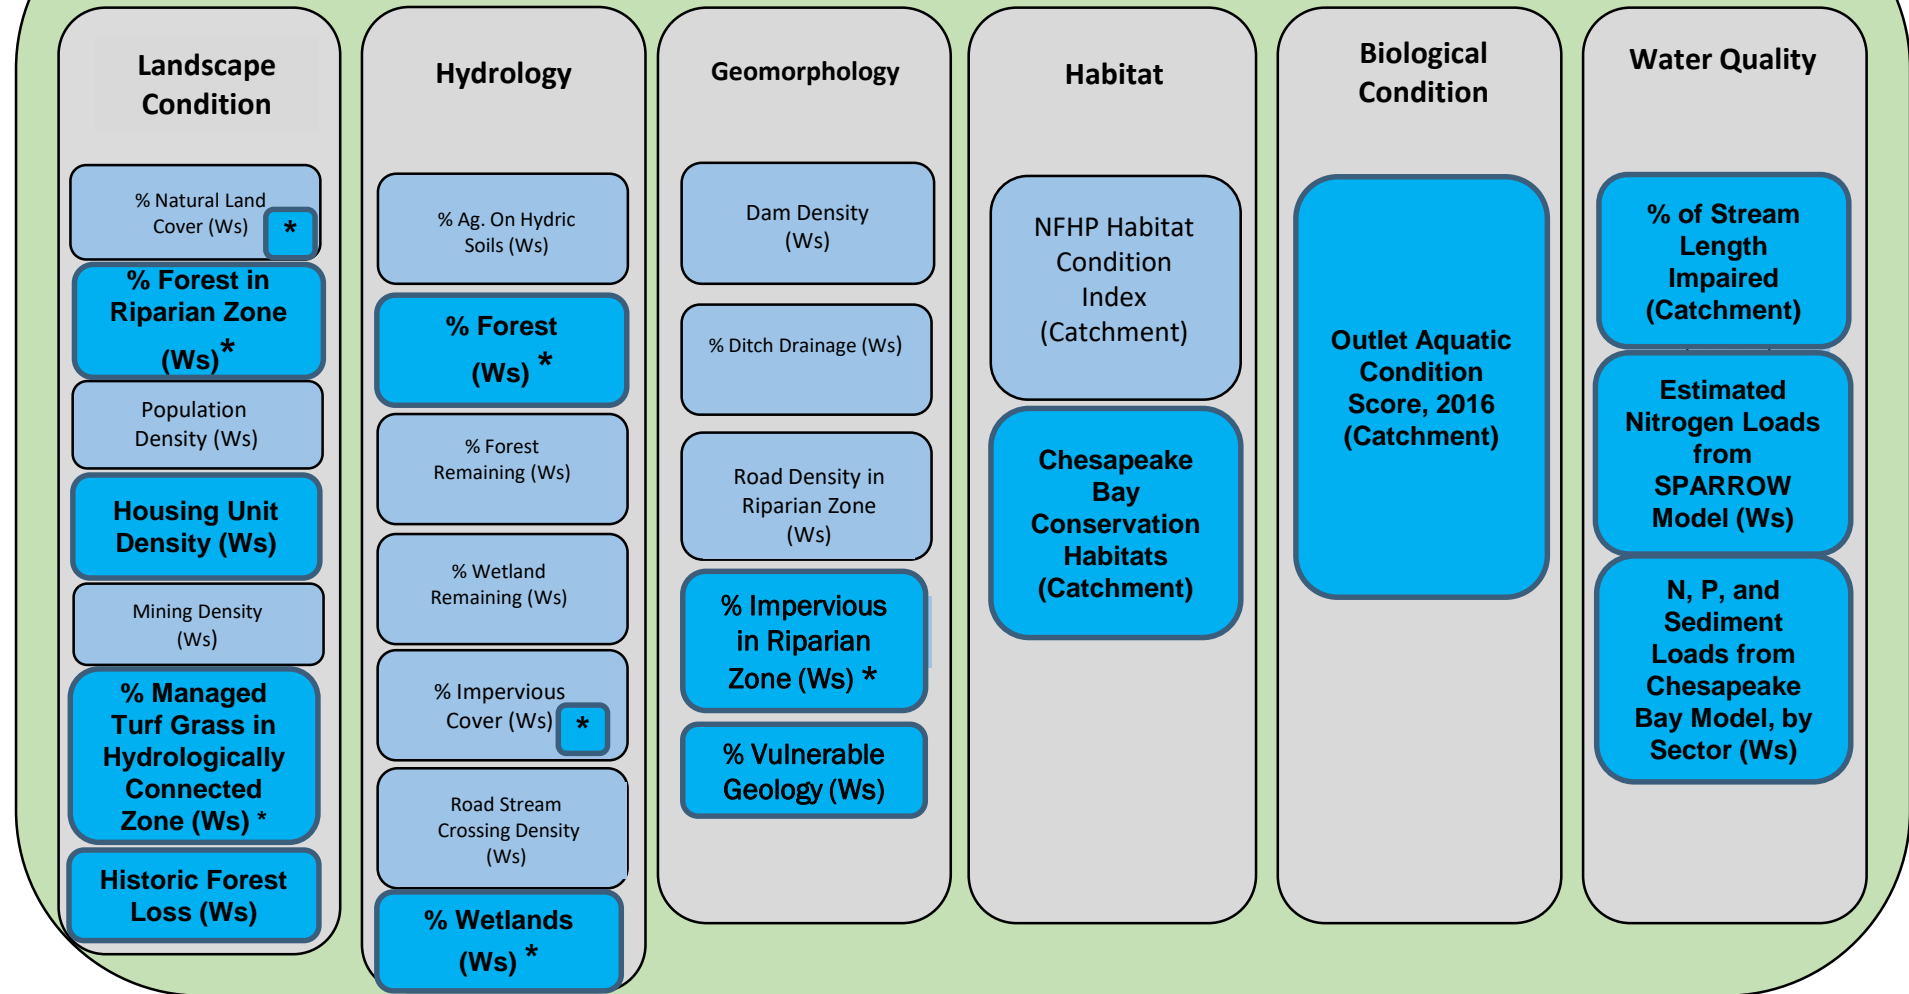 Landscape
Condition
% Natural Land
Cover (Ws)
*
% Forest in
Riparian Zone
(Ws)*
Population
Density (Ws)
Housing Unit
Density (Ws)
Mining Density
(Ws)
% Managed
Turf Grass in
Hydrologically
Connected
Zone (Ws) *
Historic Forest
Loss (Ws)
Hydrology
% Ag. On Hydric
Soils (Ws)
% Forest
(Ws) *
% Forest
Remaining (Ws)
% Wetland
Remaining (Ws)
% Impervious
Cover (Ws)
*
Road Stream
Crossing Density
(Ws)
% Wetlands
(Ws) *
Geomorphology
Dam Density
(Ws)
% Ditch Drainage (Ws)
Road Density in
Riparian Zone
(Ws)
% Impervious
in Riparian
Zone (Ws) *
% Vulnerable
Geology (Ws)
Habitat
NFHP Habitat
Condition
Index
(Catchment)
Chesapeake
Bay
Conservation
Habitats
(Catchment)
Biological
Condition
Outlet Aquatic
Condition
Score, 2016
(Catchment)
Water Quality
% of Stream
Length
Impaired
(Catchment)
Estimated
Nitrogen Loads
from
SPARROW
Model (Ws)
N, P, and
Sediment
Loads from
Chesapeake
Bay Model, by
Sector (Ws)